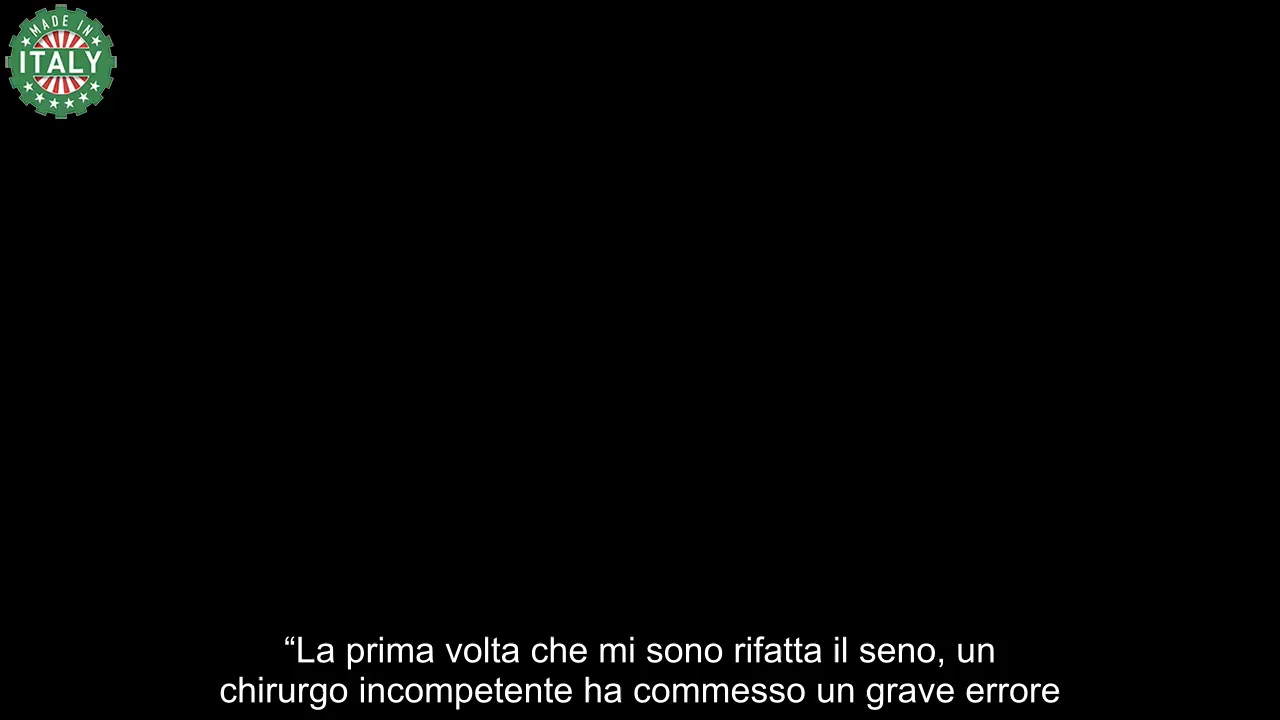 MADE IN
ITALY
“La prima volta che mi sono rifatta il seno, un
chirurgo incompetente ha commesso un grave errore